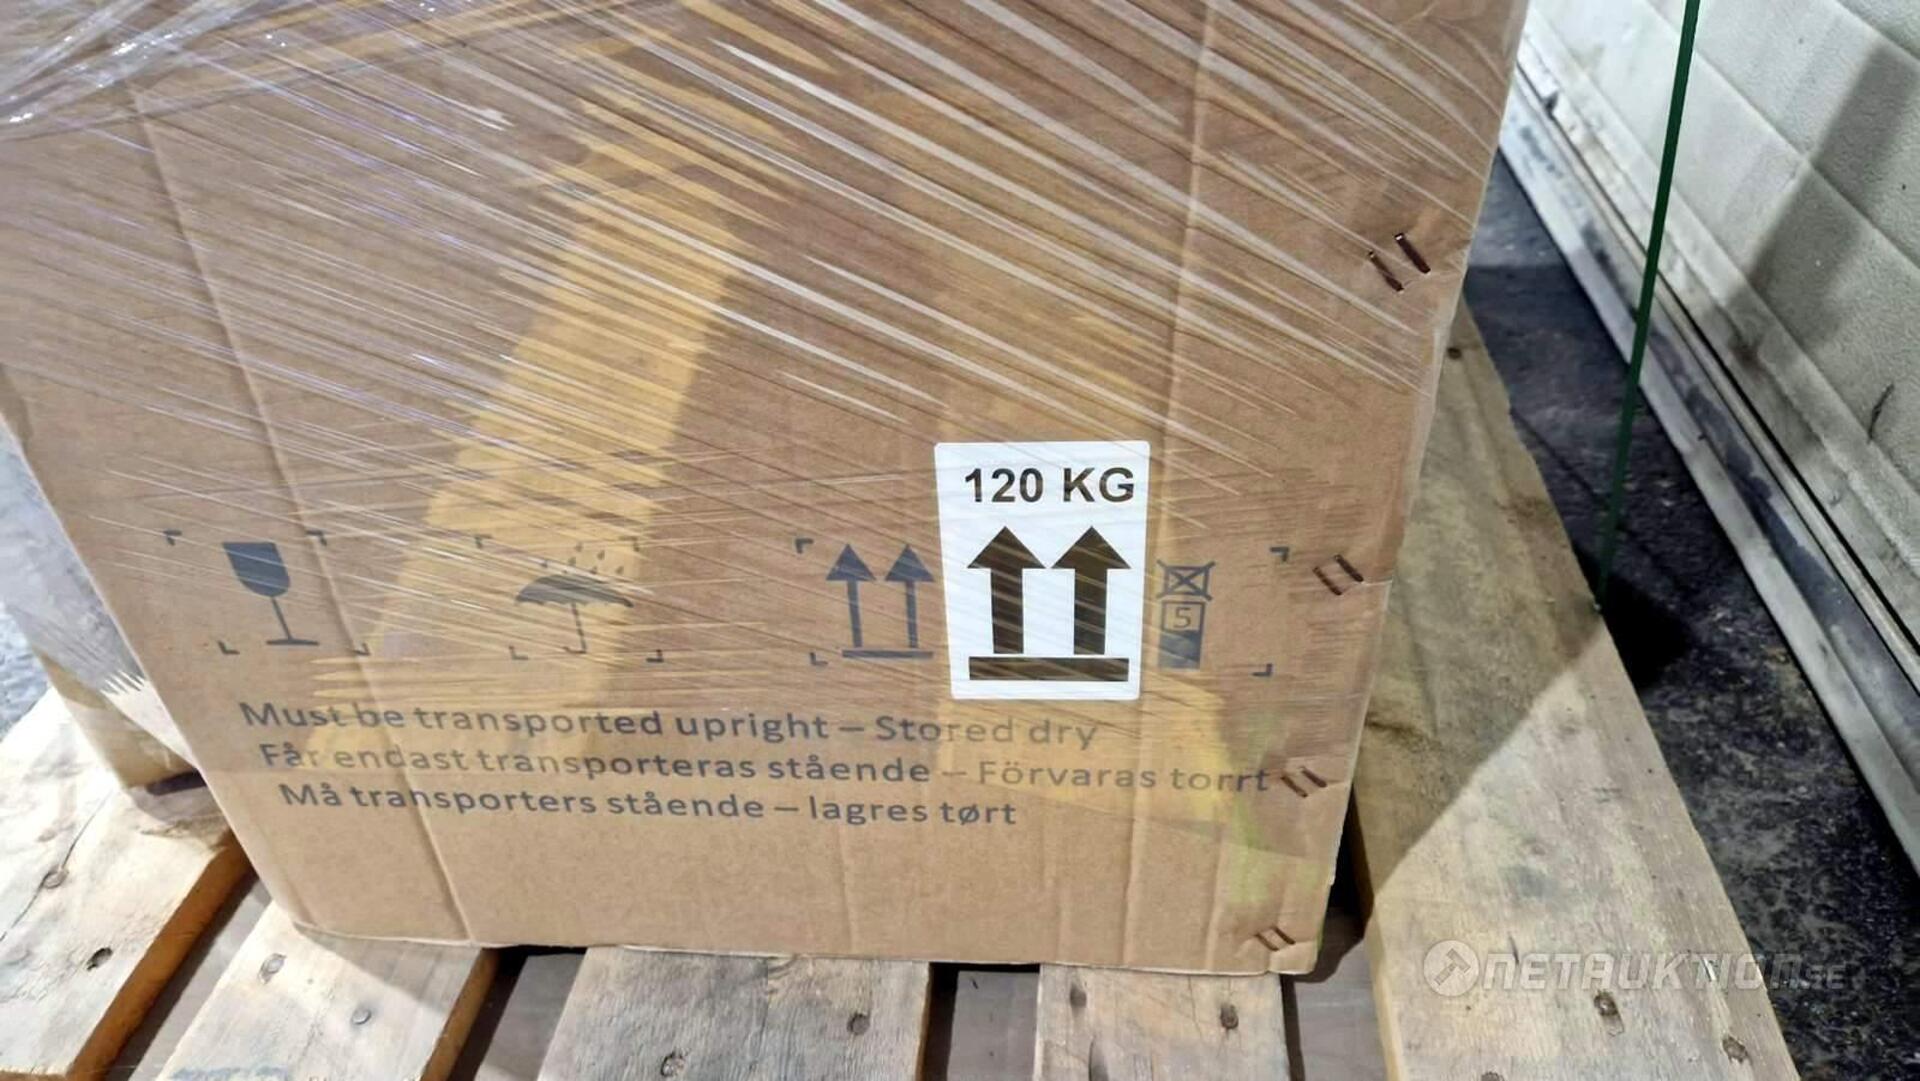 120 KG
5
Must be transported upright – Stored dry
Får endast transporteras stående – Förvaras torrt
Må transporters stående – lagres tørt
NETAUKTION.SE